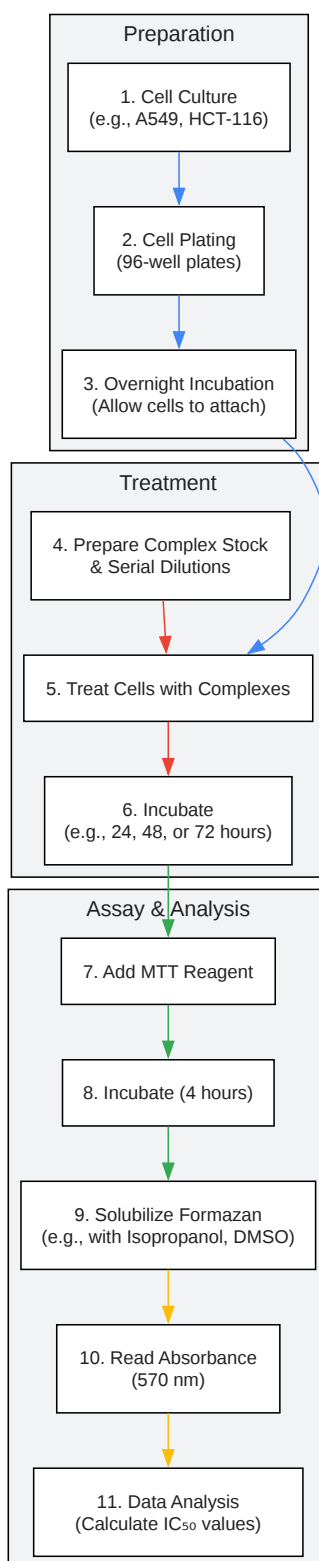 Preparation
1. Cell Culture
(e.g., A549, HCT-116)
2. Cell Plating
(96-well plates)
3. Overnight Incubation
(Allow cells to attach)
Treatment
4. Prepare Complex Stock
& Serial Dilutions
5. Treat Cells with Complexes
6. Incubate
(e.g., 24, 48, or 72 hours)
Assay & Analysis
7. Add MTT Reagent
8. Incubate (4 hours)
9. Solubilize Formazan
(e.g., with Isopropanol, DMSO)
10. Read Absorbance
(570 nm)
11. Data Analysis
(Calculate IC₅₀ values)